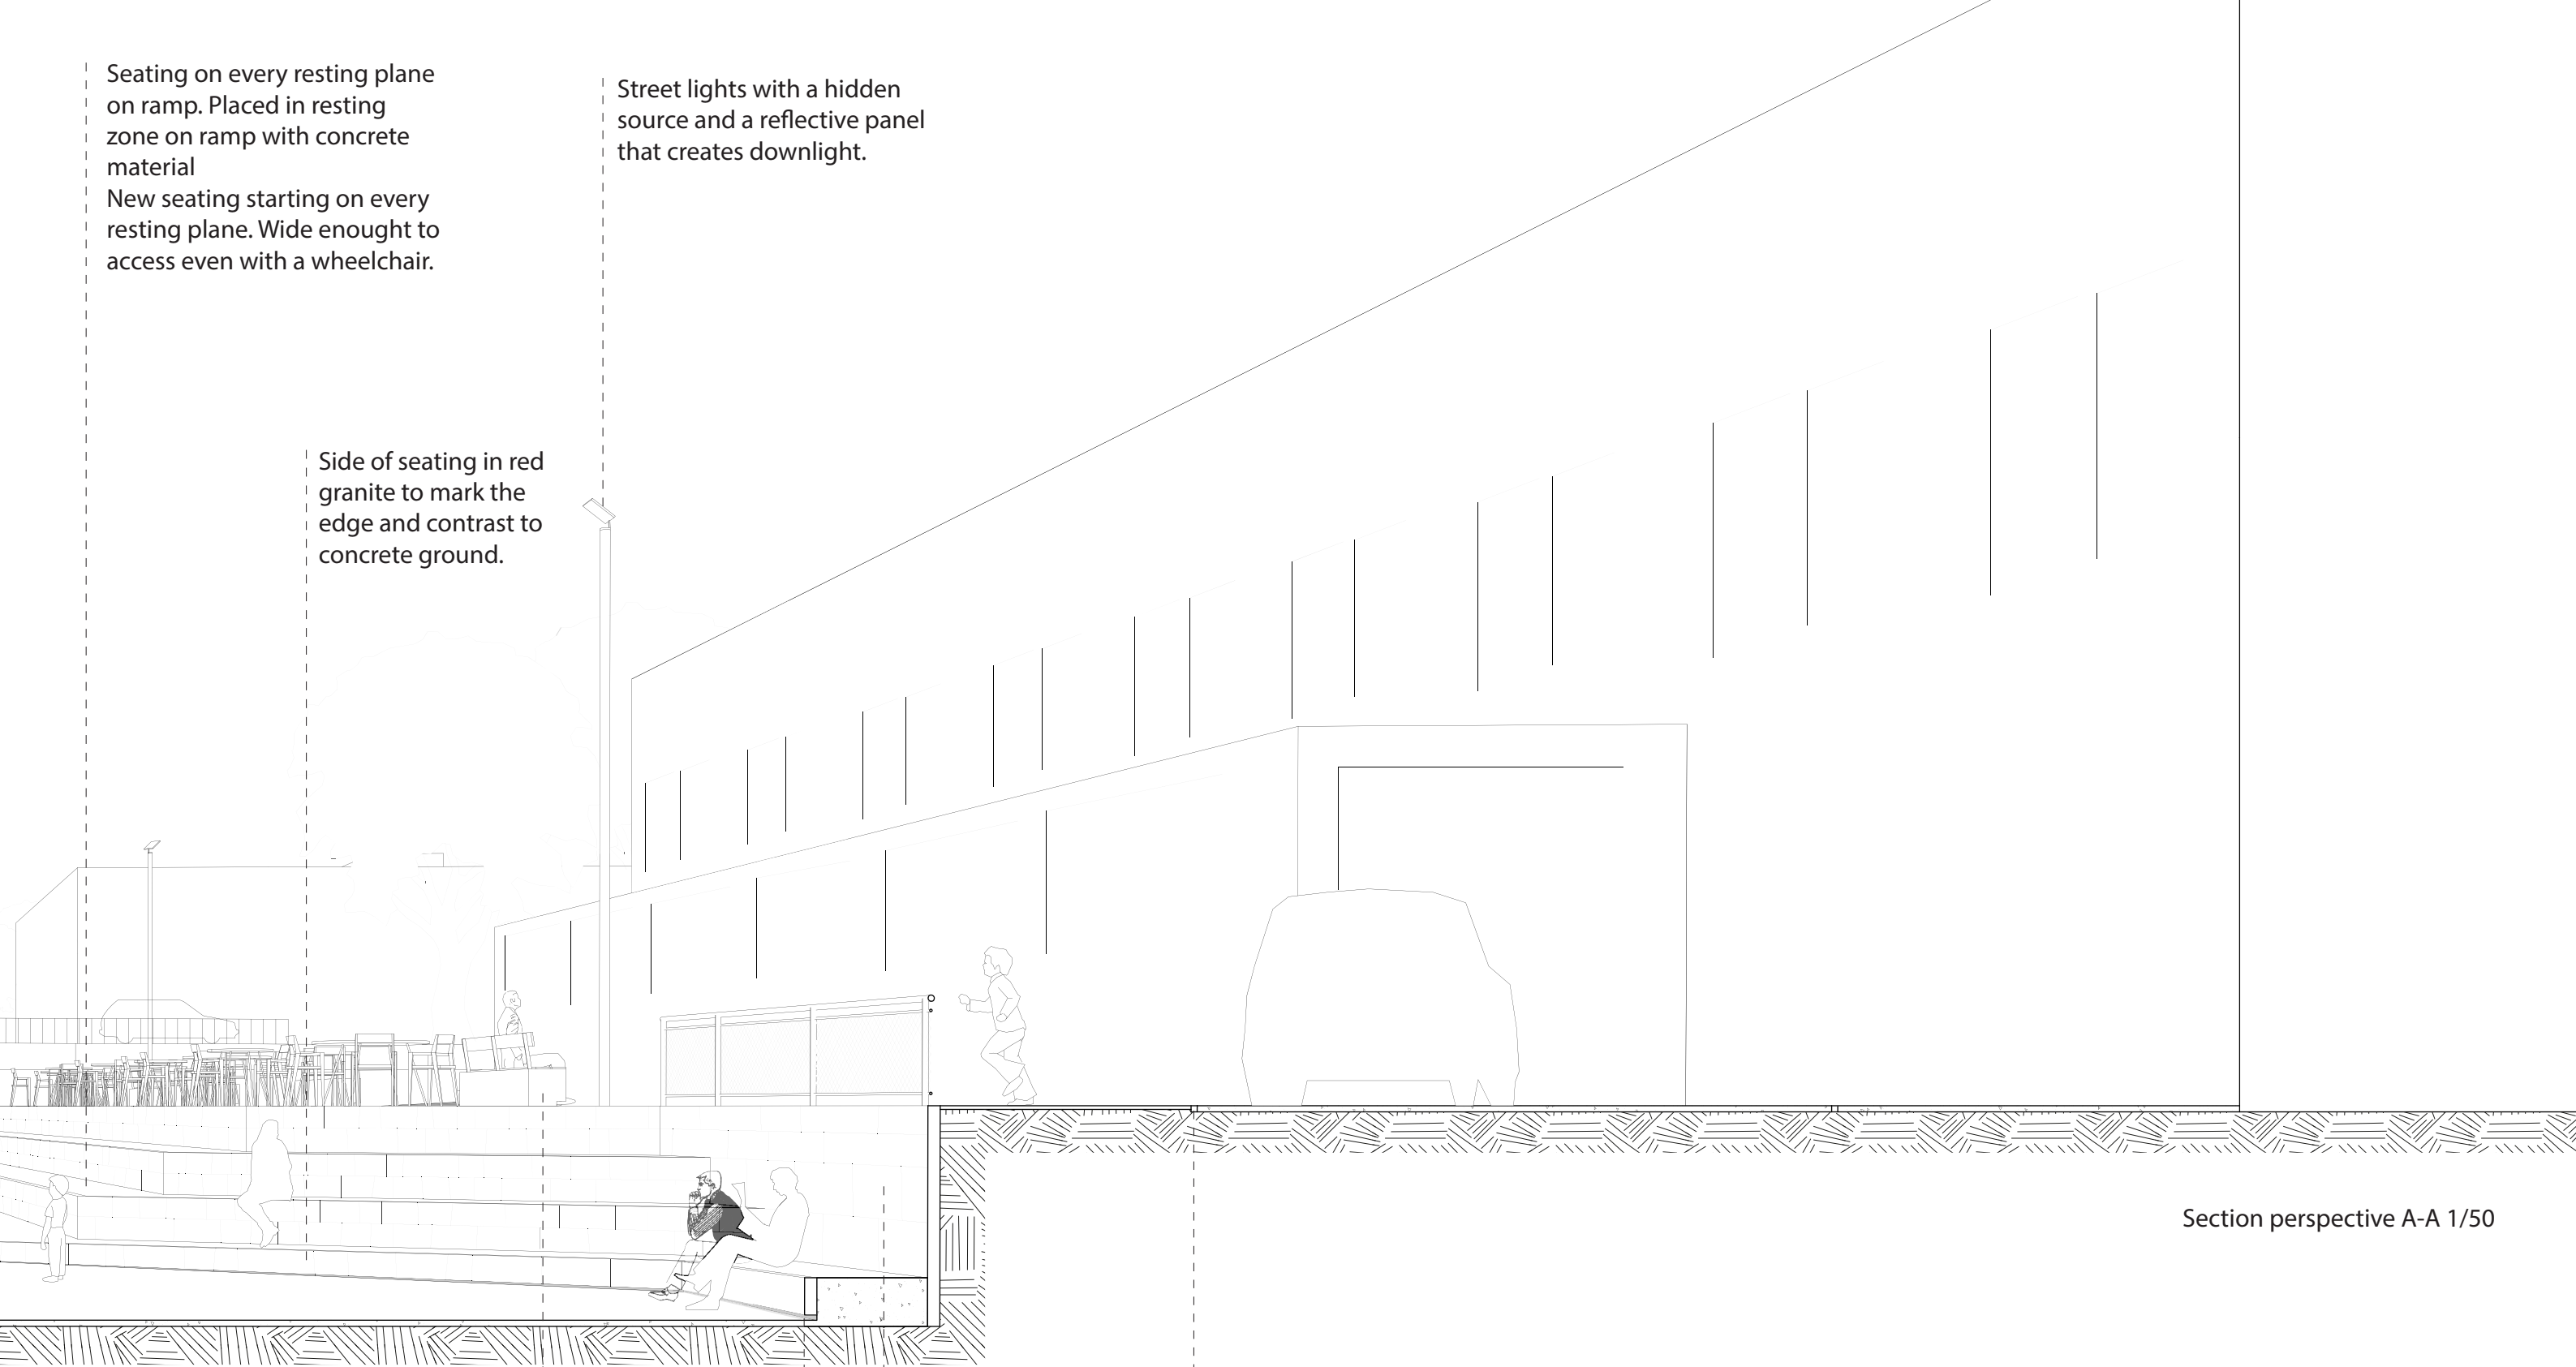 Seating on every resting plane
on ramp. Placed in resting
zone on ramp with concrete
material
New seating starting on every
resting plane. Wide enought to
access even with a wheelchair.
Street lights with a hidden
source and a reflective panel
that creates downlight.
Side of seating in red
granite to mark the
edge and contrast to
concrete ground.
Section perspective A-A 1/50